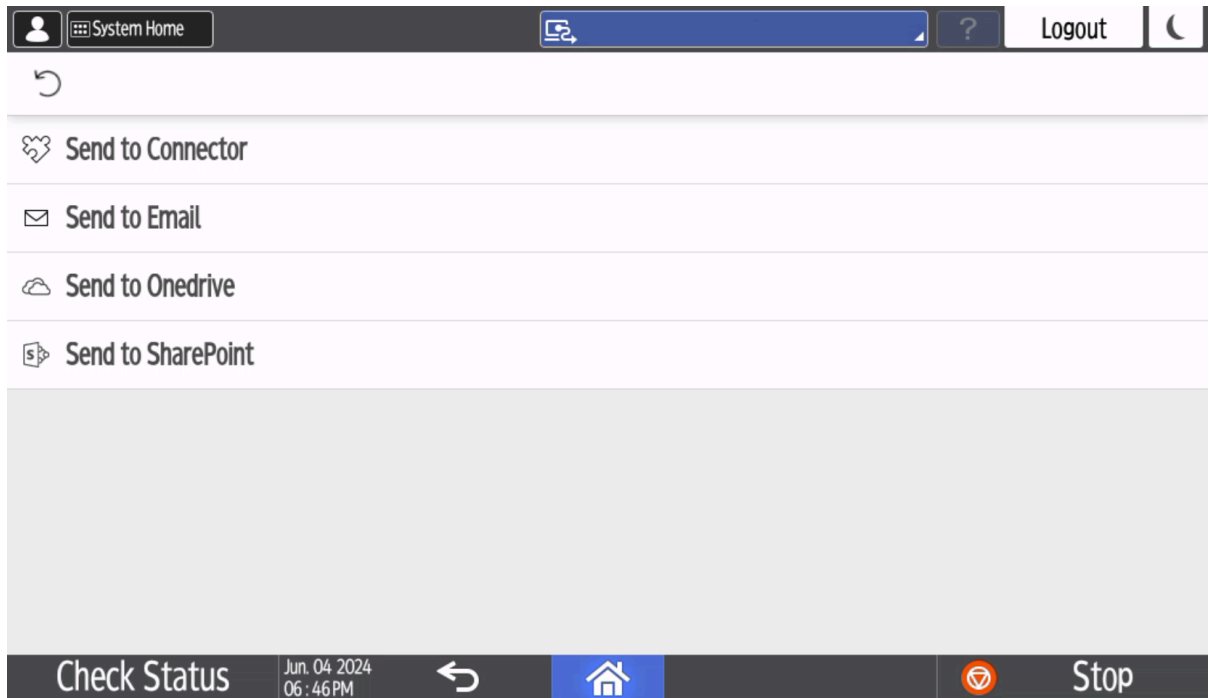 System Home
?
Logout
Send to Connector
Send to Email
Send to Onedrive
S
Send to SharePoint
Check Status
Jun. 04 2024
06:46PM
Stop